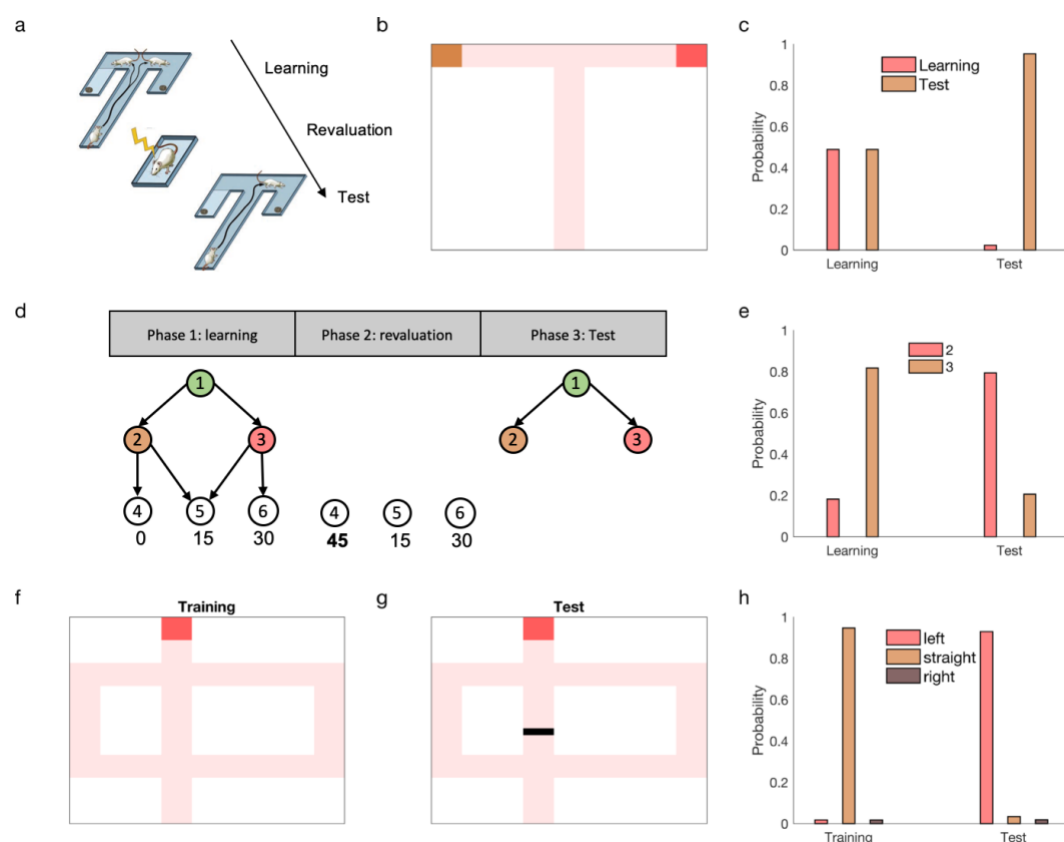 a
Learning
Revaluation
Test
b
c
Probability
1
0.8
0.6
0.4
0.2
0
Learning
Test
Learning
Test
d
Phase 1: learning
Phase 2: revaluation
Phase 3: Test
1
1
2
3
2
3
4
5
6
4
5
6
0
15
30
45
15
30
e
Probability
1
0.8
0.6
0.4
0.2
0
2
3
Learning
Test
f
Training
g
Test
h
Probability
1
0.8
0.6
0.4
0.2
0
left
straight
right
Training
Test